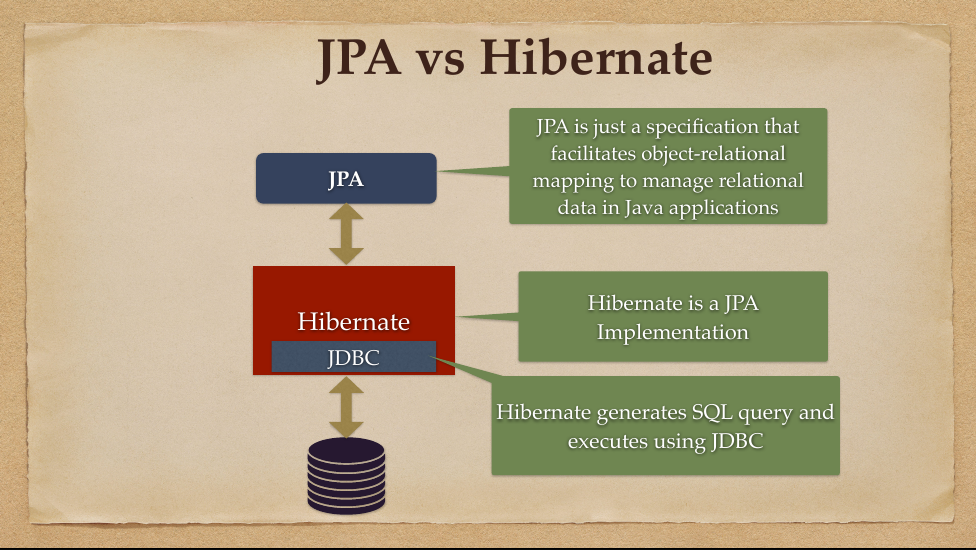 JPA vs Hibernate
JPA is just a specification that
facilitates object-relational
mapping to manage relational
data in Java applications
JPA
Hibernate is a JPA
Implementation
Hibernate
JDBC
Hibernate generates SQL query and
executes using JDBC